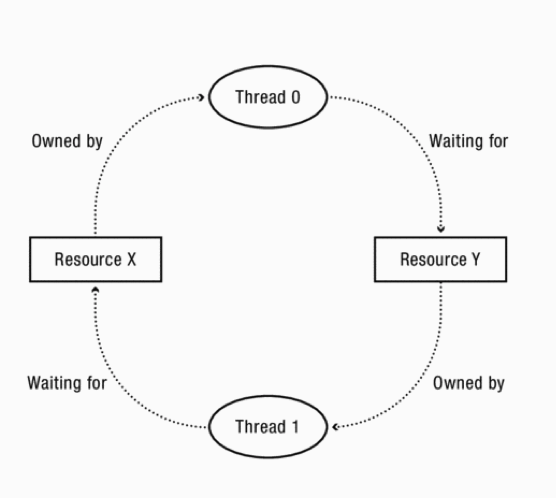 Thread 0
Owned by
Waiting for
Resource X
Resource Y
Waiting for
Owned by
Thread 1